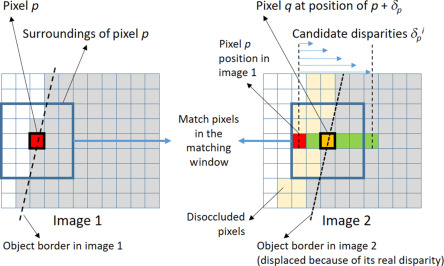 Pixel p
Surroundings of pixel p
Pixel q at position of p + δp
Candidate disparities δp^i
Pixel p
position in
image 1
Match pixels
in the
matching
window
Image 1
Object border in image 1
Disoccluded
pixels
Image 2
Object border in image 2
(displaced because of its real disparity)